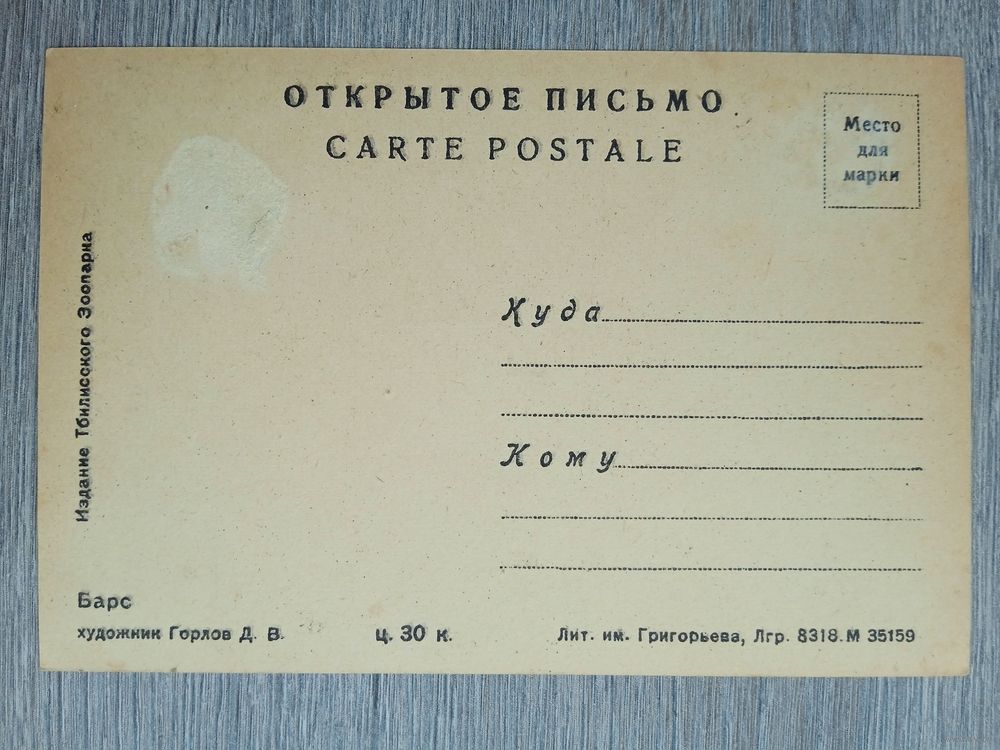 ОТКРЫТОЕ ПИСЬМО
CARTE POSTALE
Место
для
марки
Издание Тбилисского Зоопарка
Куда
Кому
Барс
художник Горлов Д. В.
ц. 30 к.
Лит. им. Григорьева, Лгр. 8318. М 35159